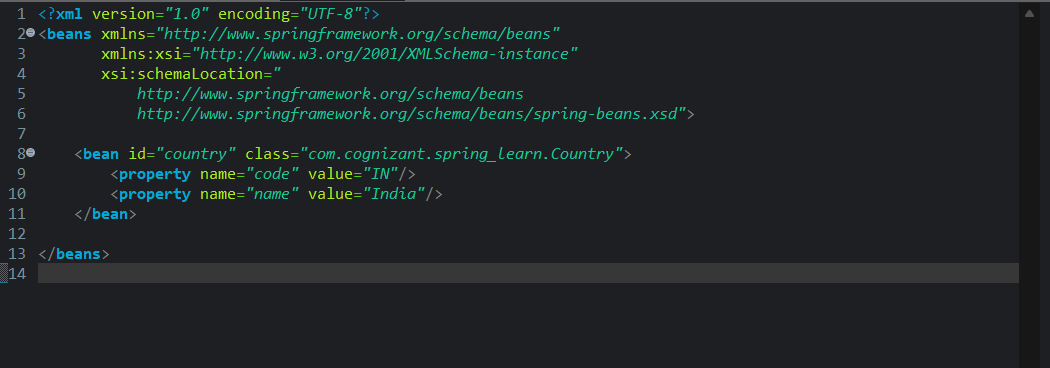 1 <?xml version="1.0" encoding="UTF-8"?>
2 <beans xmlns="http://www.springframework.org/schema/beans"
3        xmlns:xsi="http://www.w3.org/2001/XMLSchema-instance"
4        xsi:schemaLocation="
5            http://www.springframework.org/schema/beans
6            http://www.springframework.org/schema/beans/spring-beans.xsd">
7
8     <bean id="country" class="com.cognizant.spring_learn.Country">
9         <property name="code" value="IN"/>
10         <property name="name" value="India"/>
11     </bean>
12
13 </beans>
14